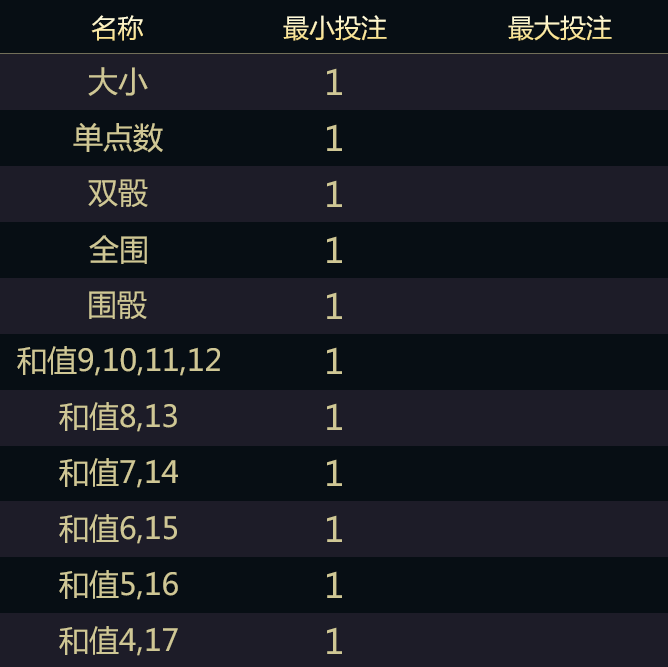 名称 最小投注 最大投注
大小 1
单点数 1
双骰 1
全围 1
围骰 1
和值9,10,11,12 1
和值8,13 1
和值7,14 1
和值6,15 1
和值5,16 1
和值4,17 1